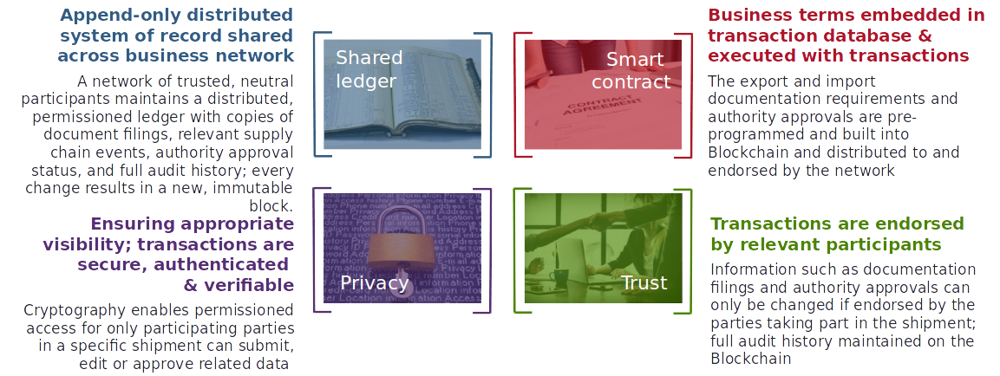 Append-only distributed
system of record shared
across business network
A network of trusted, neutral
participants maintains a distributed,
permissioned ledger with copies of
document filings, relevant supply
chain events, authority approval
status, and full audit history; every
change results in a new, immutable
block.
Shared
ledger
Smart
contract
CONTRACT
AGREEMENT
Business terms embedded in
transaction database &
executed with transactions
The export and import
documentation requirements and
authority approvals are pre-
programmed and built into
Blockchain and distributed to and
endorsed by the network
Ensuring appropriate
visibility; transactions are
secure, authenticated
& verifiable
Cryptography enables permissioned
access for only participating parties
in a specific shipment can submit,
edit or approve related data
Privacy
Trust
Transactions are endorsed
by relevant participants
Information such as documentation
filings and authority approvals can
only be changed if endorsed by the
parties taking part in the shipment;
full audit history maintained on the
Blockchain